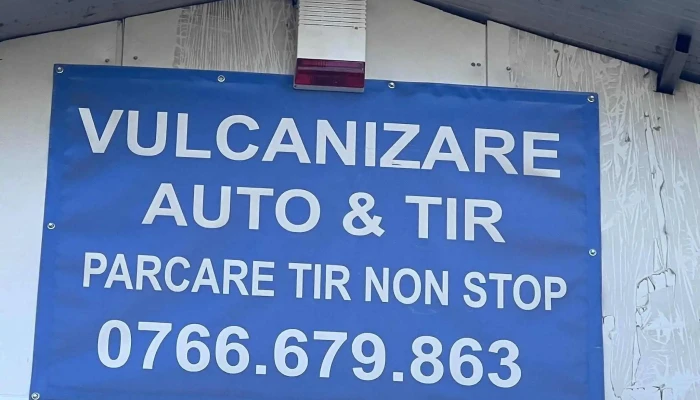 VULCANIZARE
AUTO & TIR
PARCARE TIR NON STOP
0766.679.863